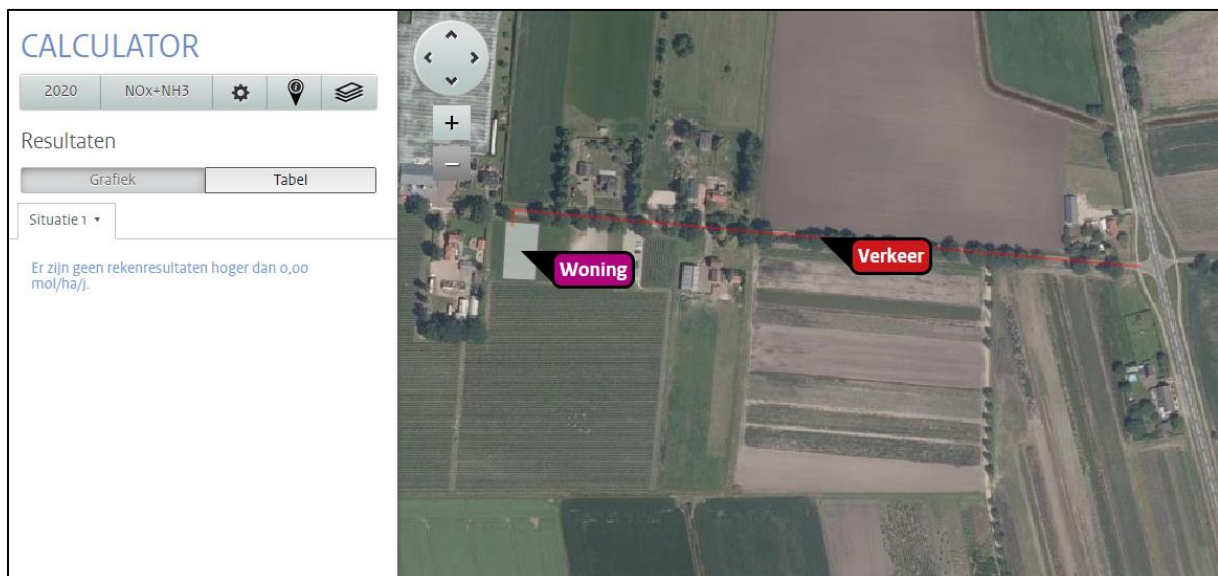 CALCULATOR
2020 NOx+NH3
Resultaten
Grafiek Tabel
Situatie 1
Er zijn geen rekenresultaten hoger dan 0,00
mol/ha/j.
Woning
Verkeer